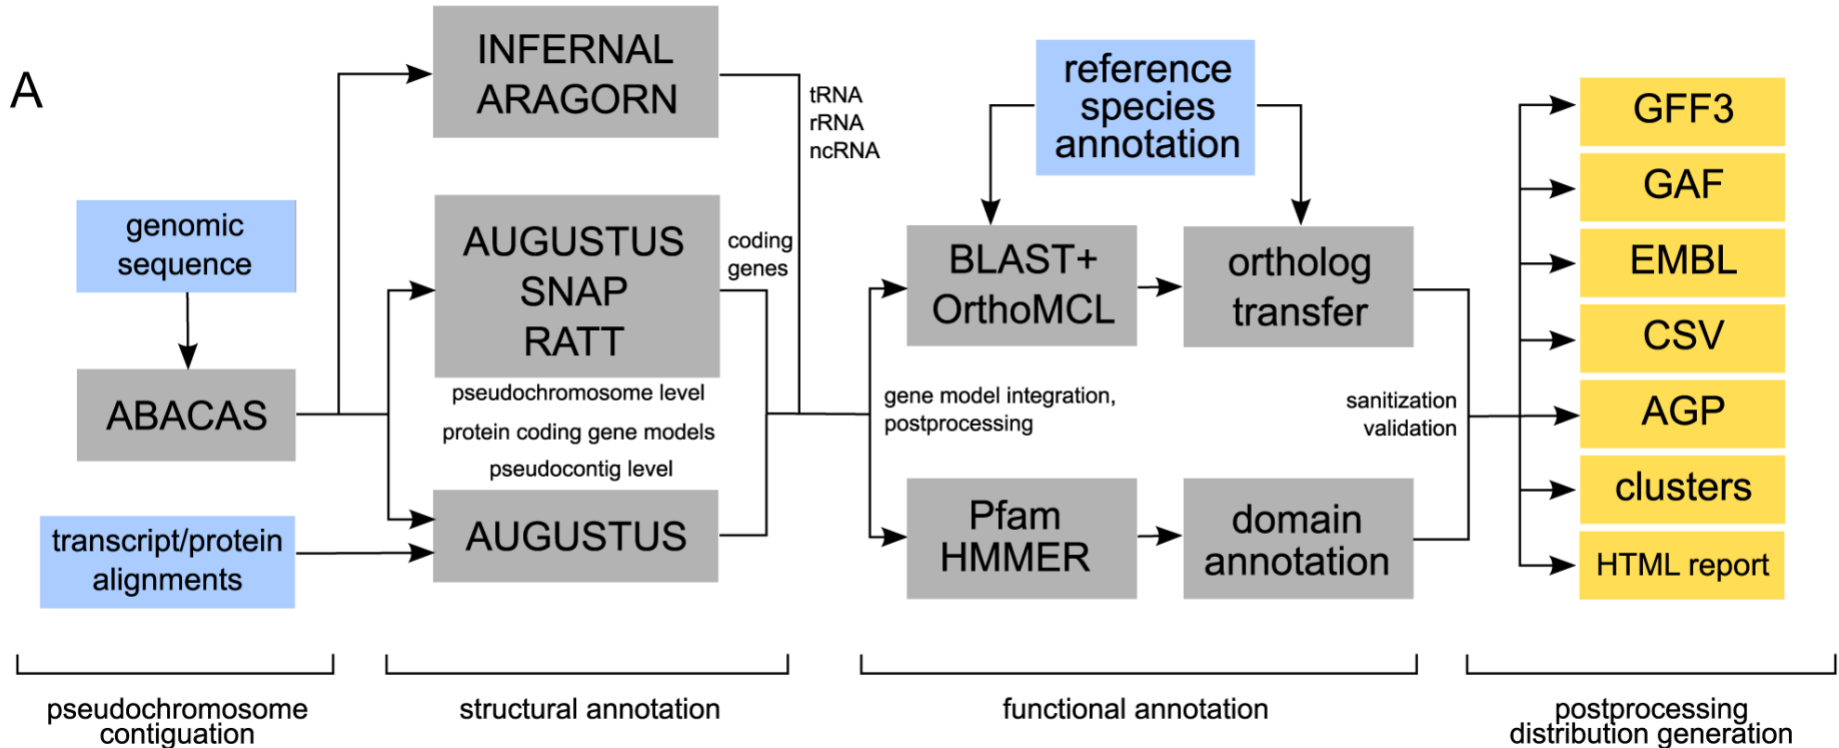 A
genomic
sequence
ABACAS
transcript/protein
alignments
pseudochromosome
contiguation
INFERNAL
ARAGORN
tRNA
rRNA
ncRNA
AUGUSTUS
SNAP
RATT
coding
genes
pseudochromosome level
protein coding gene models
pseudocontig level
AUGUSTUS
structural annotation
reference
species
annotation
BLAST+
OrthoMCL
ortholog
transfer
gene model integration,
postprocessing
sanitization
validation
Pfam
HMMER
domain
annotation
functional annotation
GFF3
GAF
EMBL
CSV
AGP
clusters
HTML report
postprocessing
distribution generation